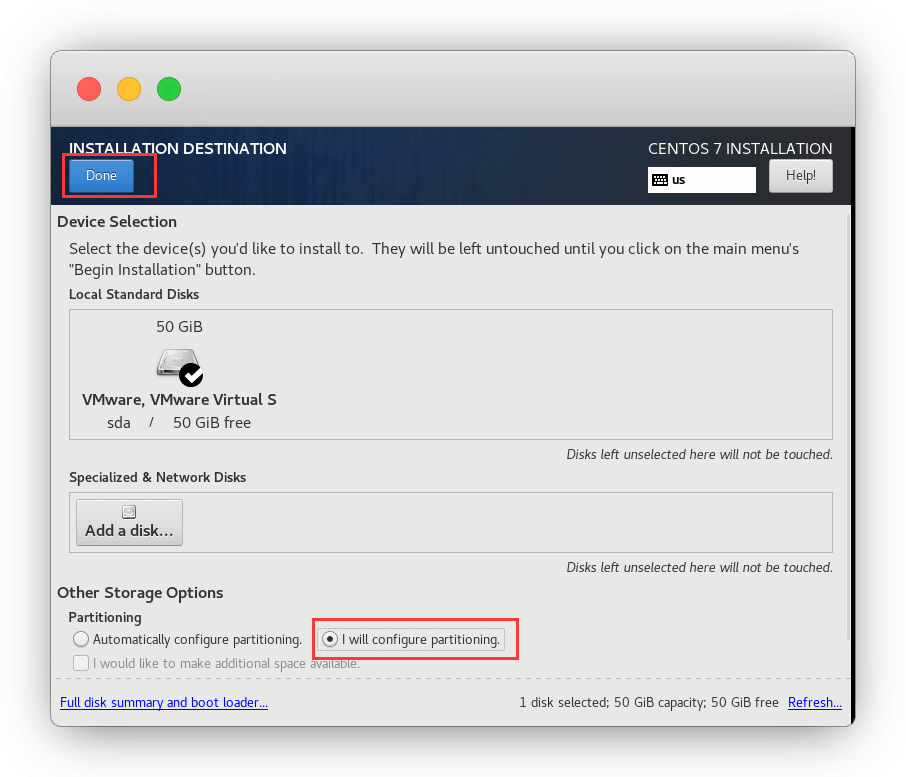 INSTALLATION DESTINATION
CENTOS 7 INSTALLATION
Done
us
Help!
Device Selection
Select the device(s) you'd like to install to.  They will be left untouched until you click on the main menu's
"Begin Installation" button.
Local Standard Disks
50 GiB
VMware, VMware Virtual S
sda / 50 GiB free
Disks left unselected here will not be touched.
Specialized & Network Disks
Add a disk...
Disks left unselected here will not be touched.
Other Storage Options
Partitioning
Automatically configure partitioning. I will configure partitioning.
I would like to make additional space available.
Full disk summary and boot loader... 1 disk selected; 50 GiB capacity; 50 GiB free Refresh...